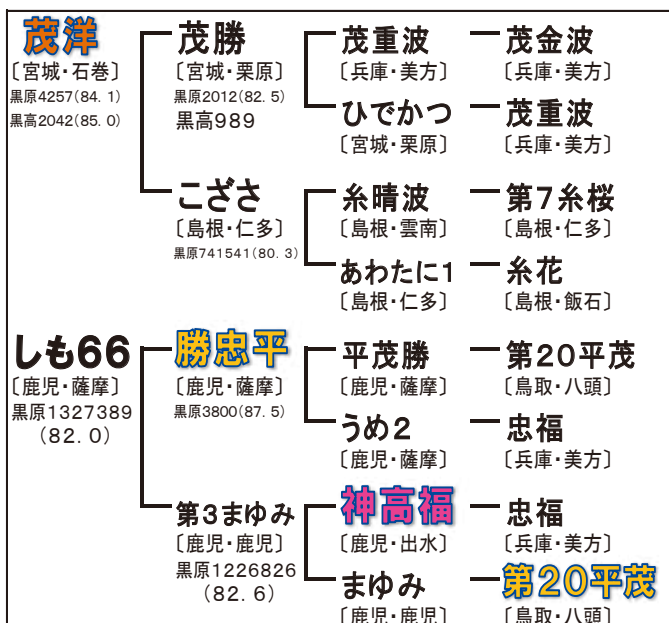 茂洋
〔宮城・石巻〕
黒原4257(84.1)
黒高2042(85.0)
茂勝
〔宮城・栗原〕
黒原2012(82.5)
黒高989
茂重波
〔兵庫・美方〕
茂金波
〔兵庫・美方〕
ひでかつ
〔宮城・栗原〕
茂重波
〔兵庫・美方〕
こざさ
〔島根・仁多〕
黒原741541(80.3)
糸晴波
〔島根・雲南〕
第7糸桜
〔島根・仁多〕
あわたに1
〔島根・仁多〕
糸花
〔島根・飯石〕
しも66
〔鹿児・薩摩〕
黒原1327389
(82.0)
勝忠平
〔鹿児・薩摩〕
黒原3800(87.5)
平茂勝
〔鹿児・薩摩〕
第20平茂
〔鳥取・八頭〕
うめ2
〔鹿児・薩摩〕
忠福
〔兵庫・美方〕
第3まゆみ
〔鹿児・鹿児〕
黒原1226826
(82.6)
神高福
〔鹿児・出水〕
忠福
〔兵庫・美方〕
まゆみ
〔鹿児・鹿児〕
第20平茂
〔鳥取・八頭〕